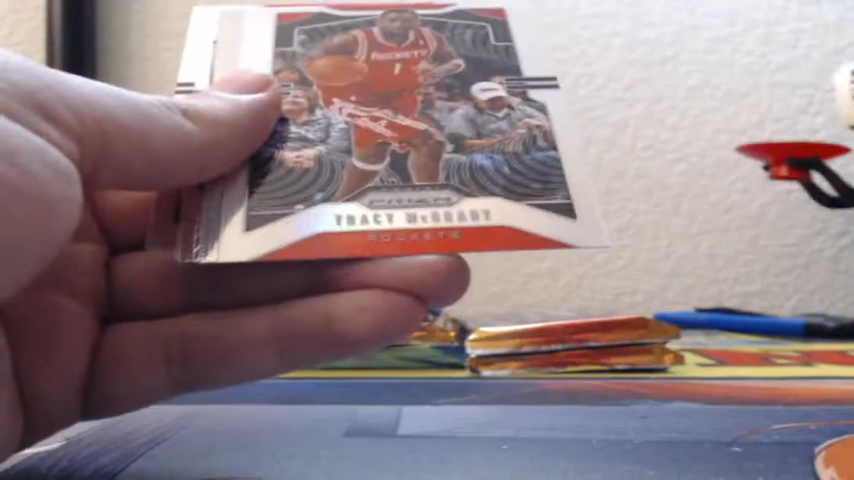 ROCKETS
1
PRIZM
TRACY McGRADY
ROCKETS